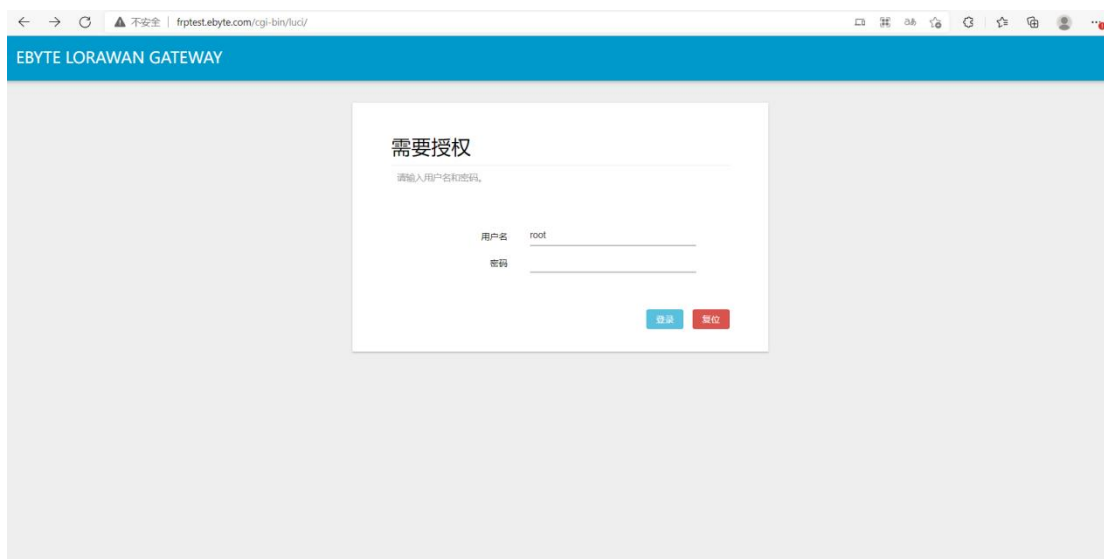 不安全 | frptest.ebyte.com/cgi-bin/luci/
EBYTE LORAWAN GATEWAY
需要授权
请输入用户名和密码。
用户名 root
密码
登录 复位